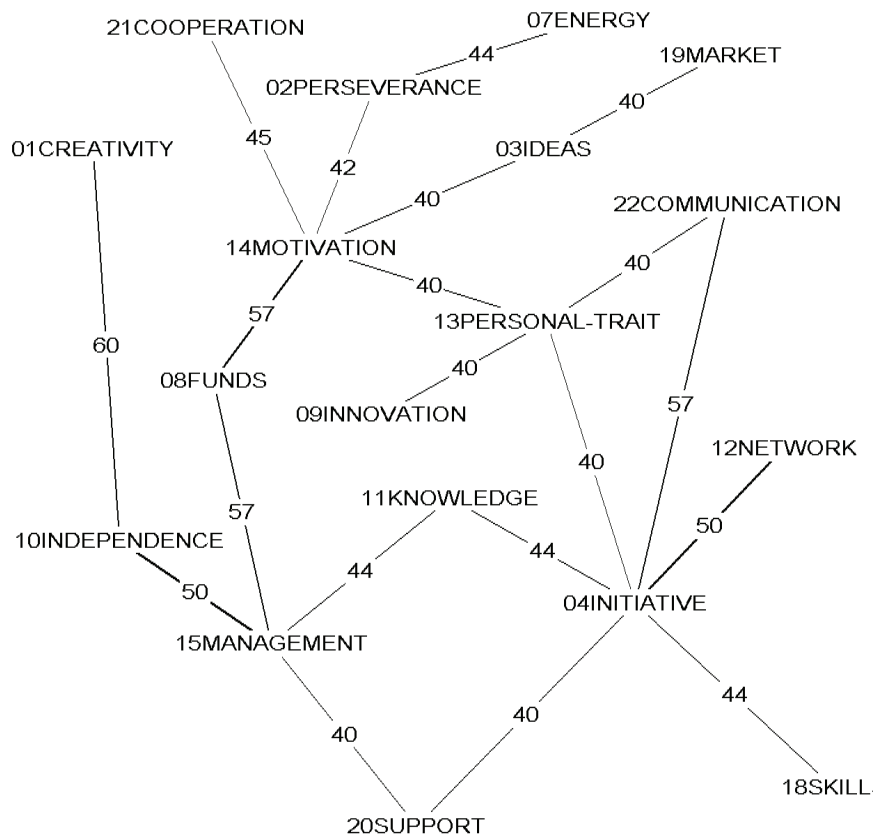 07ENERGY
21COOPERATION
44
19MARKET
02PERSEVERANCE
40
45
01CREATIVITY
03IDEAS
42
40
22COMMUNICATION
14MOTIVATION
40
40
57
13PERSONAL-TRAIT
60
40
08FUNDS
57
09INNOVATION
12NETWORK
40
11KNOWLEDGE
57
50
10INDEPENDENCE
44
44
50
04INITIATIVE
15MANAGEMENT
44
40
40
18SKILL
20SUPPORT